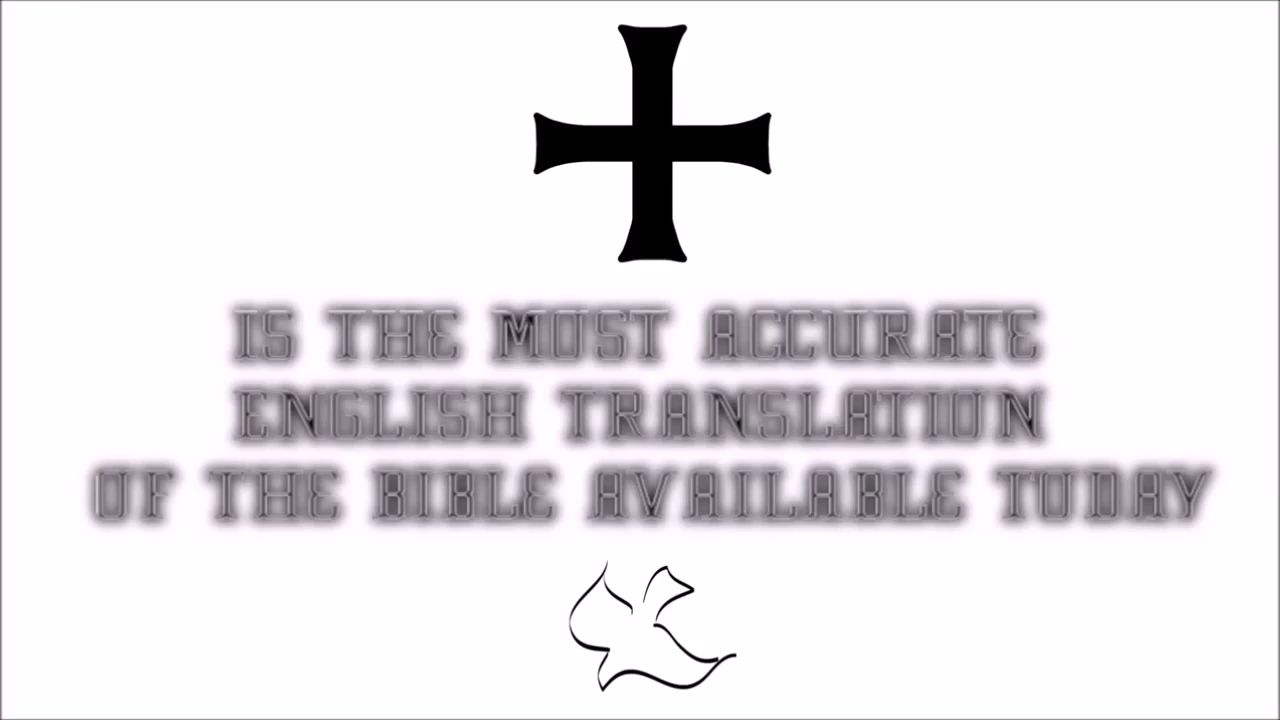 IS THE MOST ACCURATE
ENGLISH TRANSLATION
OF THE BIBLE AVAILABLE TODAY